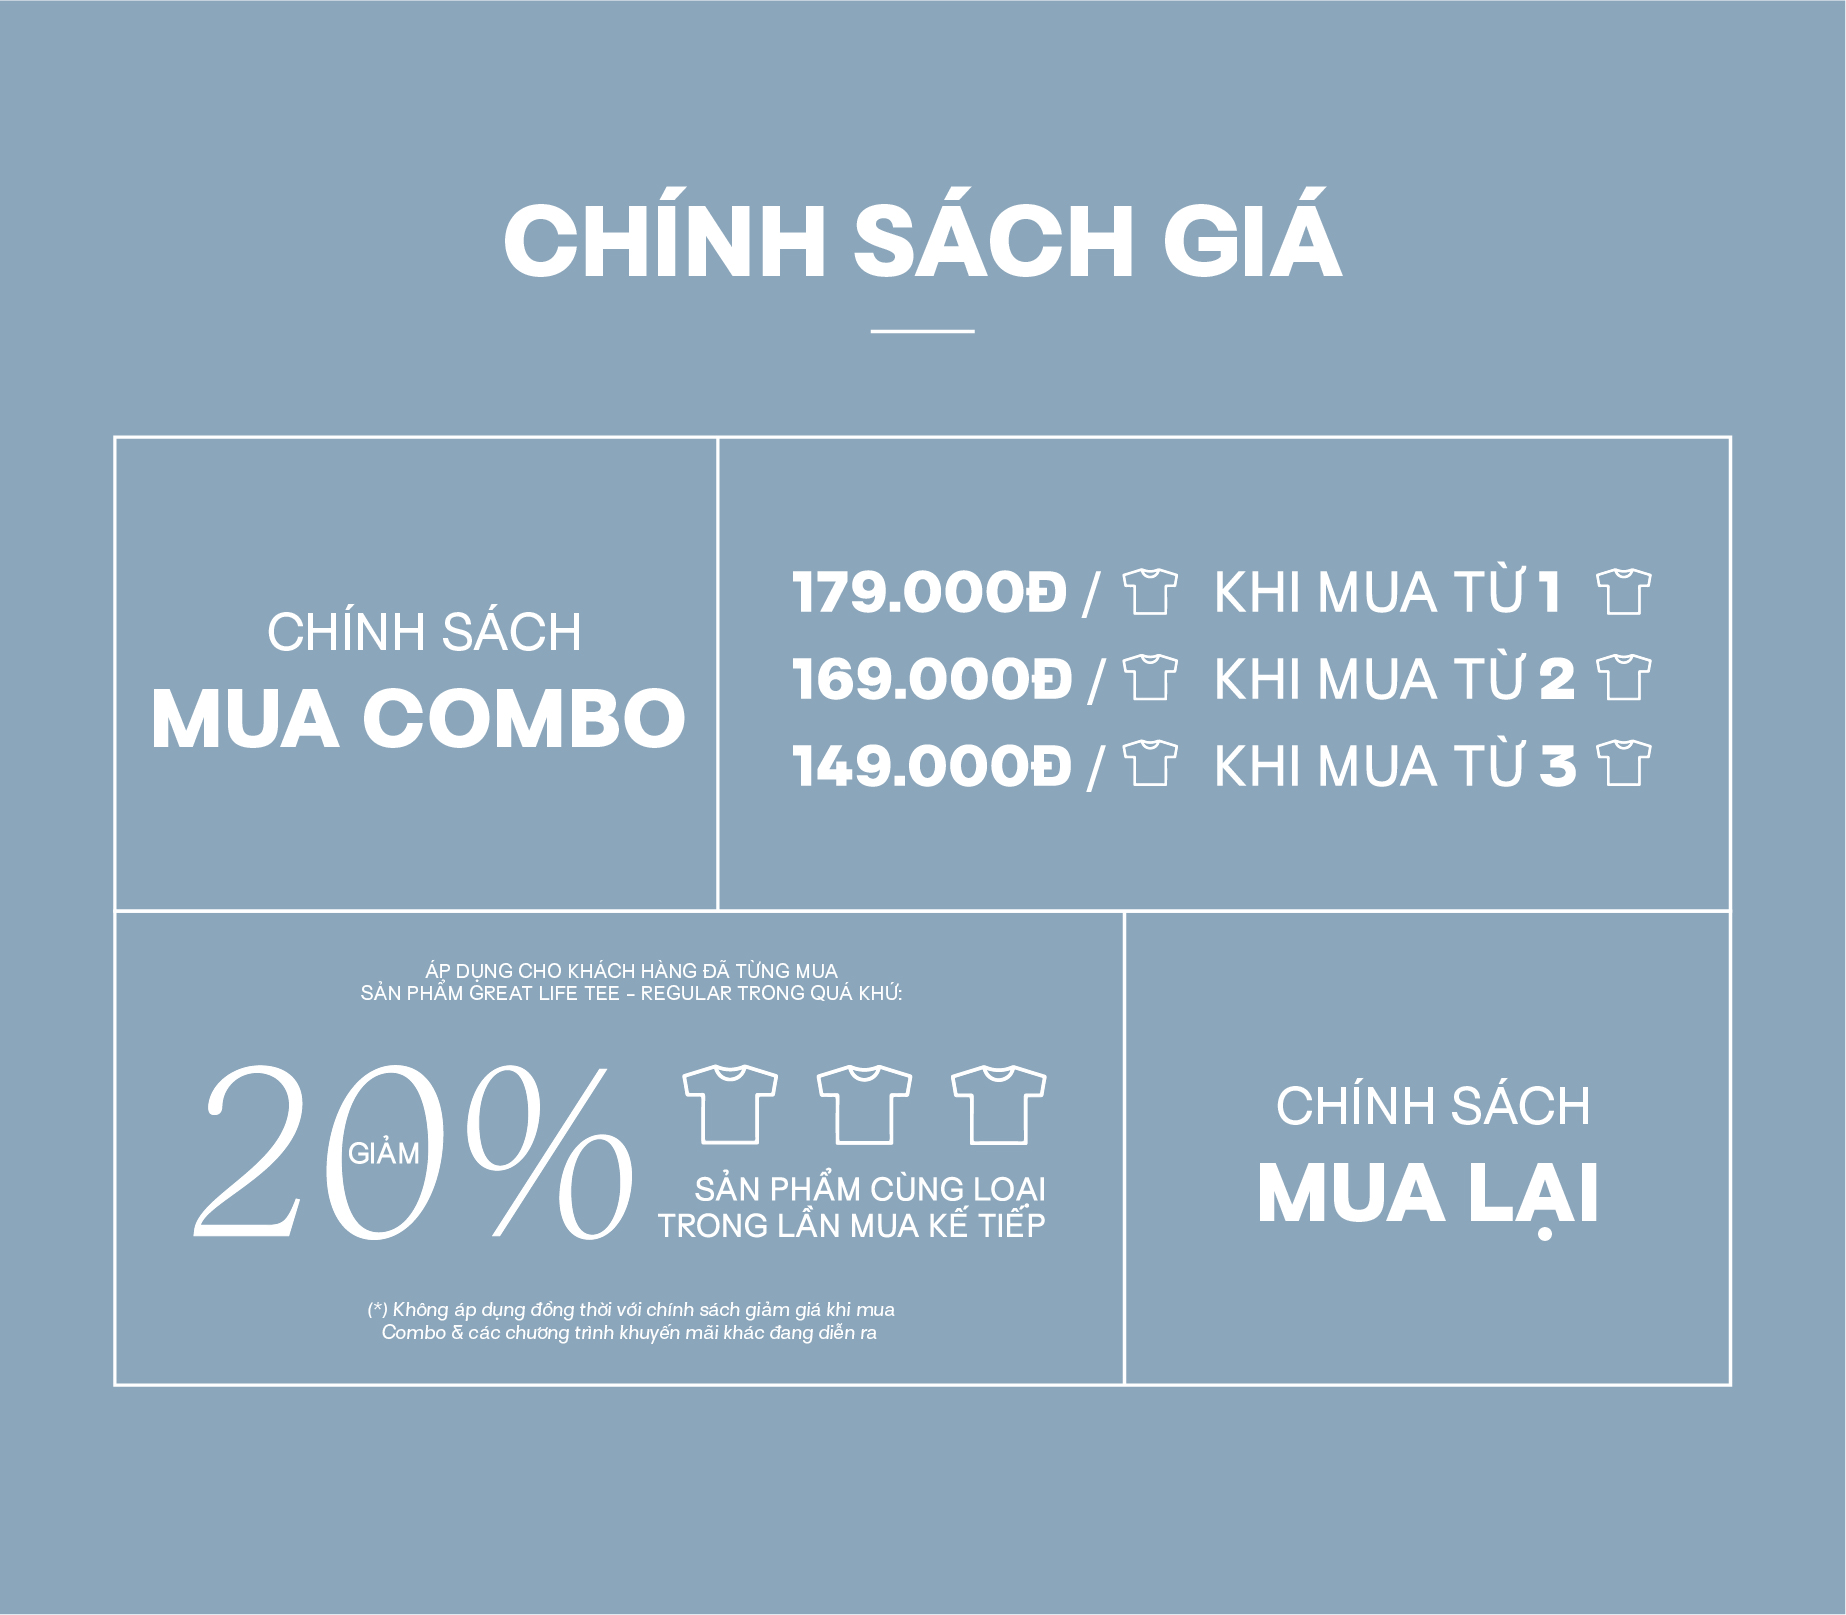 CHÍNH SÁCH GIÁ
CHÍNH SÁCH
MUA COMBO
179.000Đ / KHI MUA TỪ 1
169.000Đ / KHI MUA TỪ 2
149.000Đ / KHI MUA TỪ 3
ÁP DỤNG CHO KHÁCH HÀNG ĐÃ TỪNG MUA
SẢN PHẨM GREAT LIFE TEE - REGULAR TRONG QUÁ KHỨ:
GIẢM
20%
SẢN PHẨM CÙNG LOẠI
TRONG LẦN MUA KẾ TIẾP
(*) Không áp dụng đồng thời với chính sách giảm giá khi mua
Combo & các chương trình khuyến mãi khác đang diễn ra
CHÍNH SÁCH
MUA LẠI